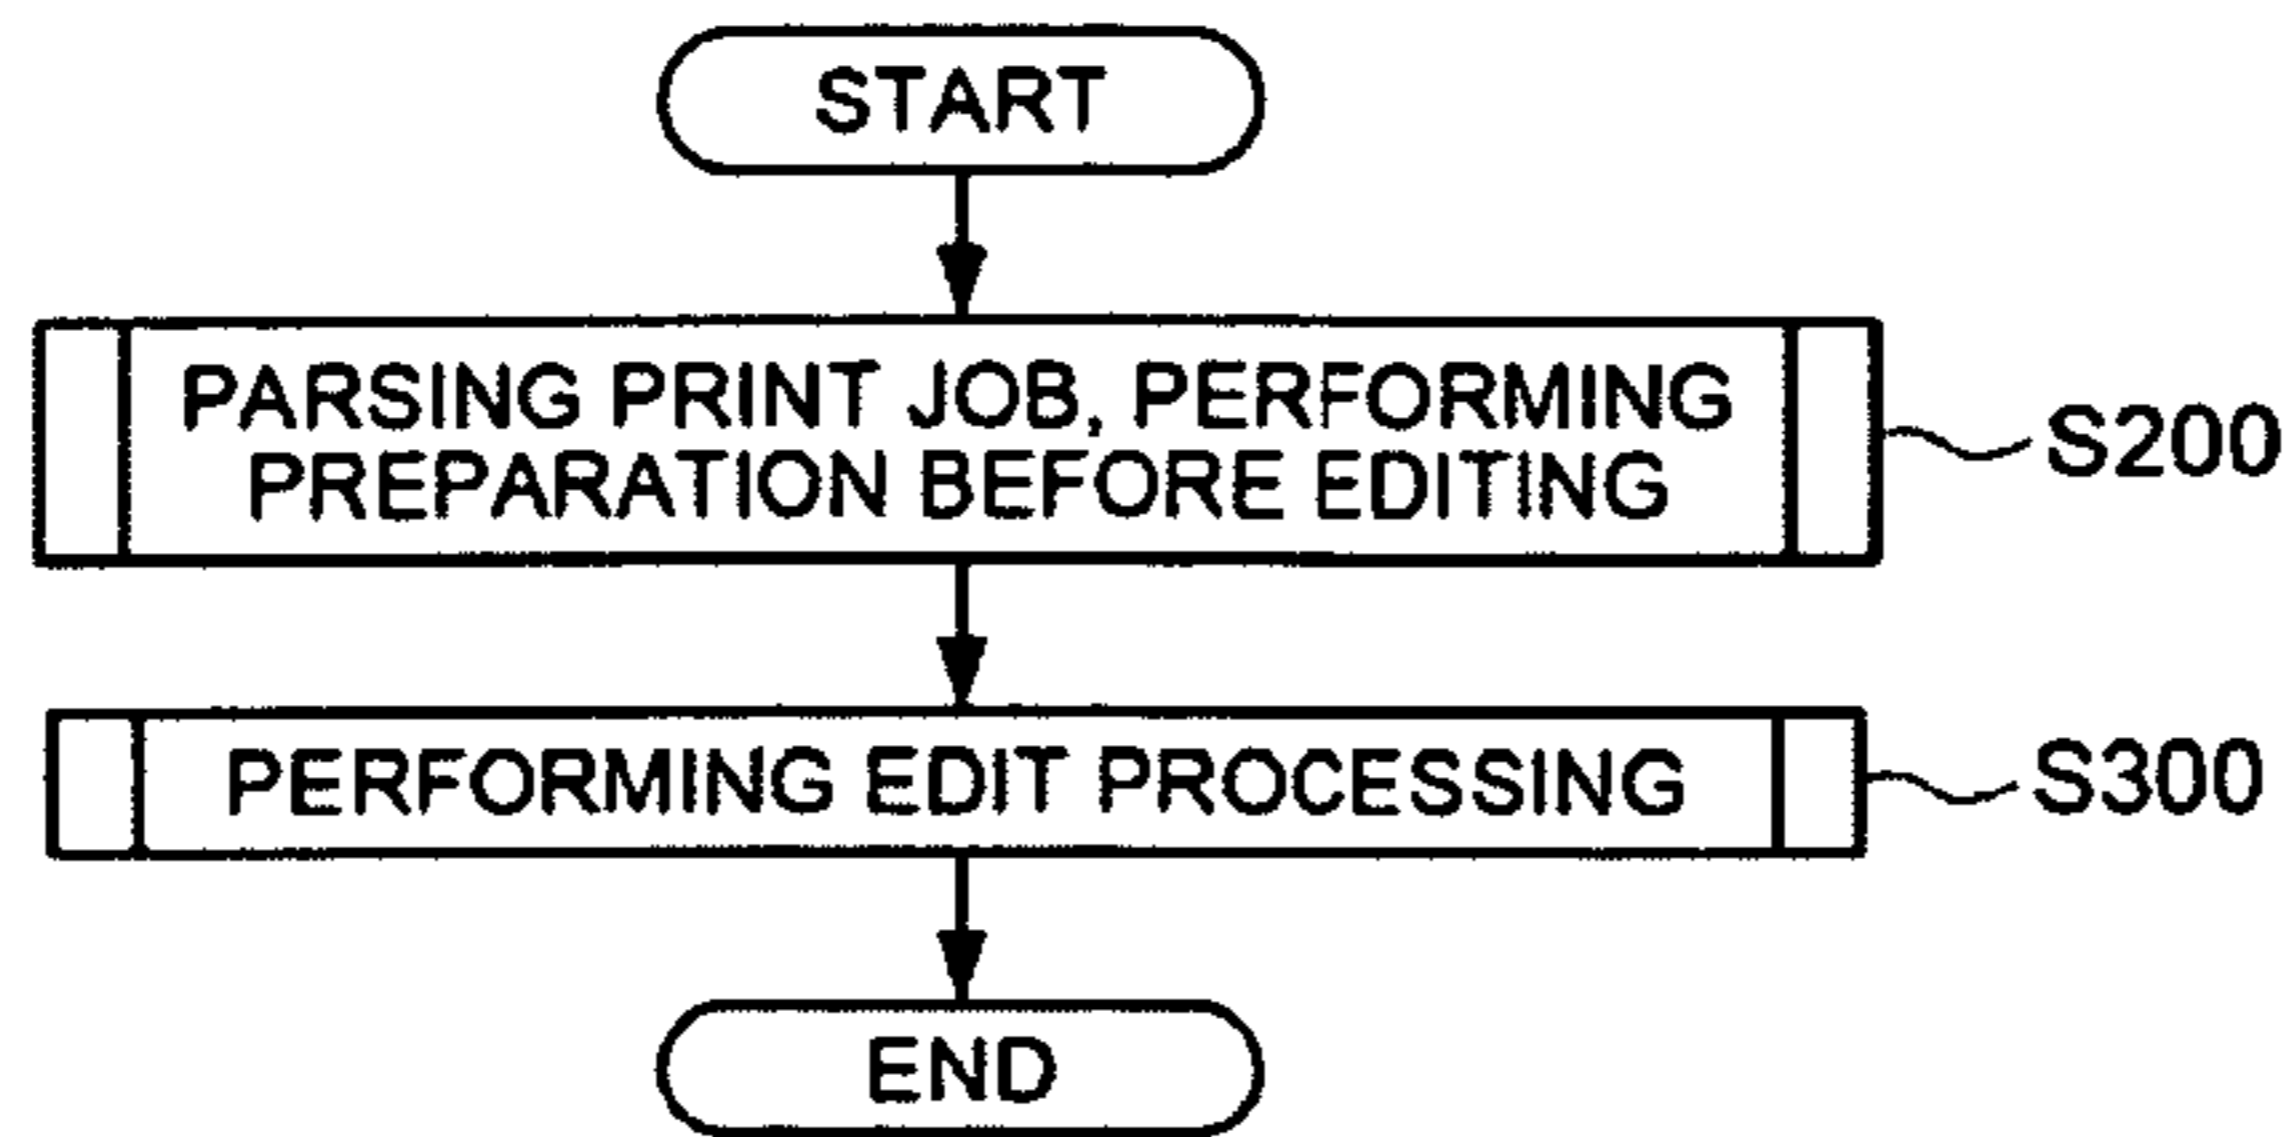 START
PARSING PRINT JOB, PERFORMING
PREPARATION BEFORE EDITING
S200
PERFORMING EDIT PROCESSING
S300
END